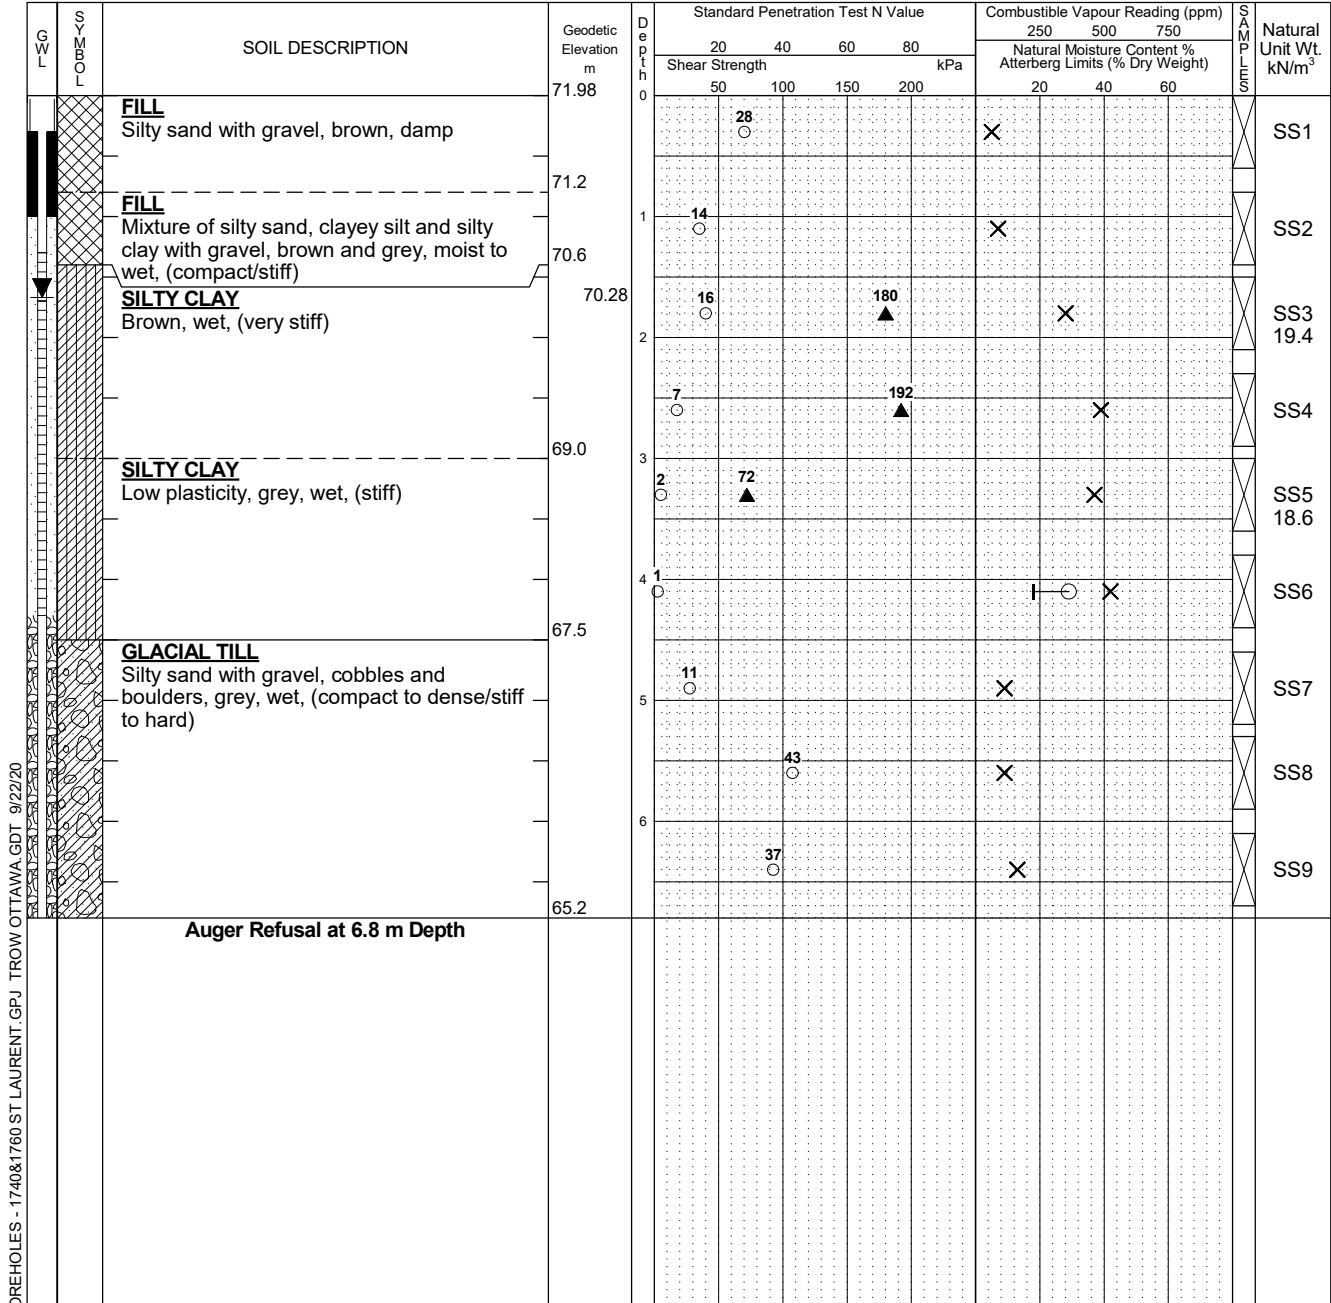 GWL
SYMBOL
SOIL DESCRIPTION
Geodetic
Elevation
m
Depth
Standard Penetration Test N Value
20 40 60 80
Shear Strength kPa
50 100 150 200
Combustible Vapour Reading (ppm)
250 500 750
Natural Moisture Content %
Atterberg Limits (% Dry Weight)
20 40 60
SAMPLES
Natural
Unit Wt.
kN/m³
71.98
0
FILL
Silty sand with gravel, brown, damp
28
SS1
71.2
FILL
Mixture of silty sand, clayey silt and silty
clay with gravel, brown and grey, moist to
wet, (compact/stiff)
1
14
SS2
70.6
SILTY CLAY
Brown, wet, (very stiff)
70.28
16
180
SS3
19.4
2
7
192
SS4
69.0
3
SILTY CLAY
Low plasticity, grey, wet, (stiff)
2
72
SS5
18.6
4
1
SS6
67.5
GLACIAL TILL
Silty sand with gravel, cobbles and
boulders, grey, wet, (compact to dense/stiff
to hard)
11
SS7
5
43
SS8
6
37
SS9
65.2
Auger Refusal at 6.8 m Depth
OREHOLES - 1740&1760 ST LAURENT.GPJ TROW OTTAWA.GDT 9/22/20